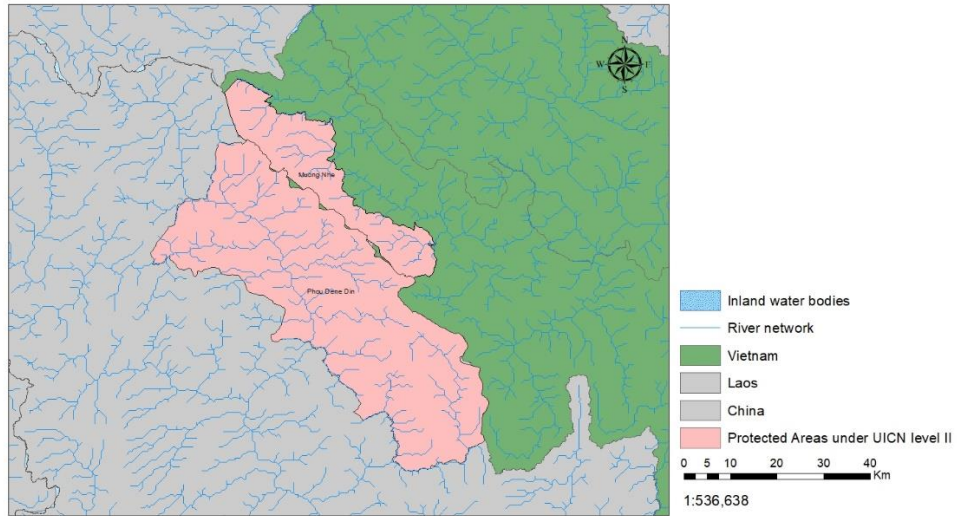 N
W E
S
Muong Nhe
Phou Dene Din
Inland water bodies
River network
Vietnam
Laos
China
Protected Areas under UICN level II
0 5 10 20 30 40
Km
1:536,638